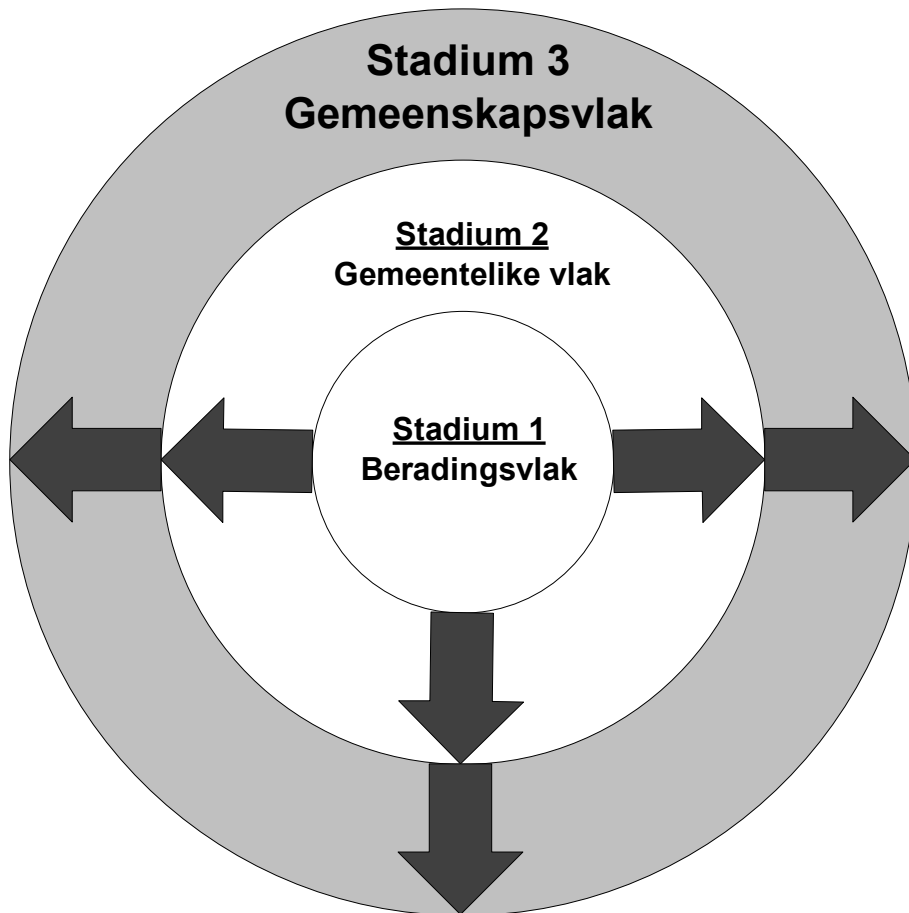 Stadium 3
Gemeenskapsvlak
Stadium 2
Gemeentelike vlak
Stadium 1
Beradingsvlak